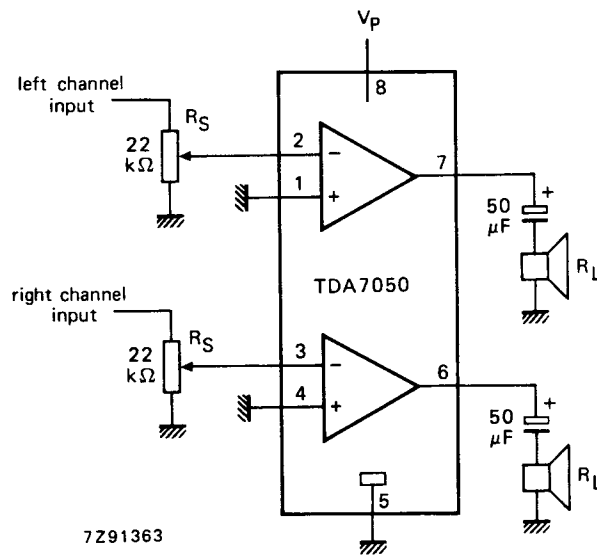 V_P
8
left channel
input
R_S
22
kΩ
2
−
1
+
7
+
50
μF
R_L
TDA7050
right channel
input
R_S
22
kΩ
3
−
4
+
6
+
50
μF
R_L
5
7Z91363